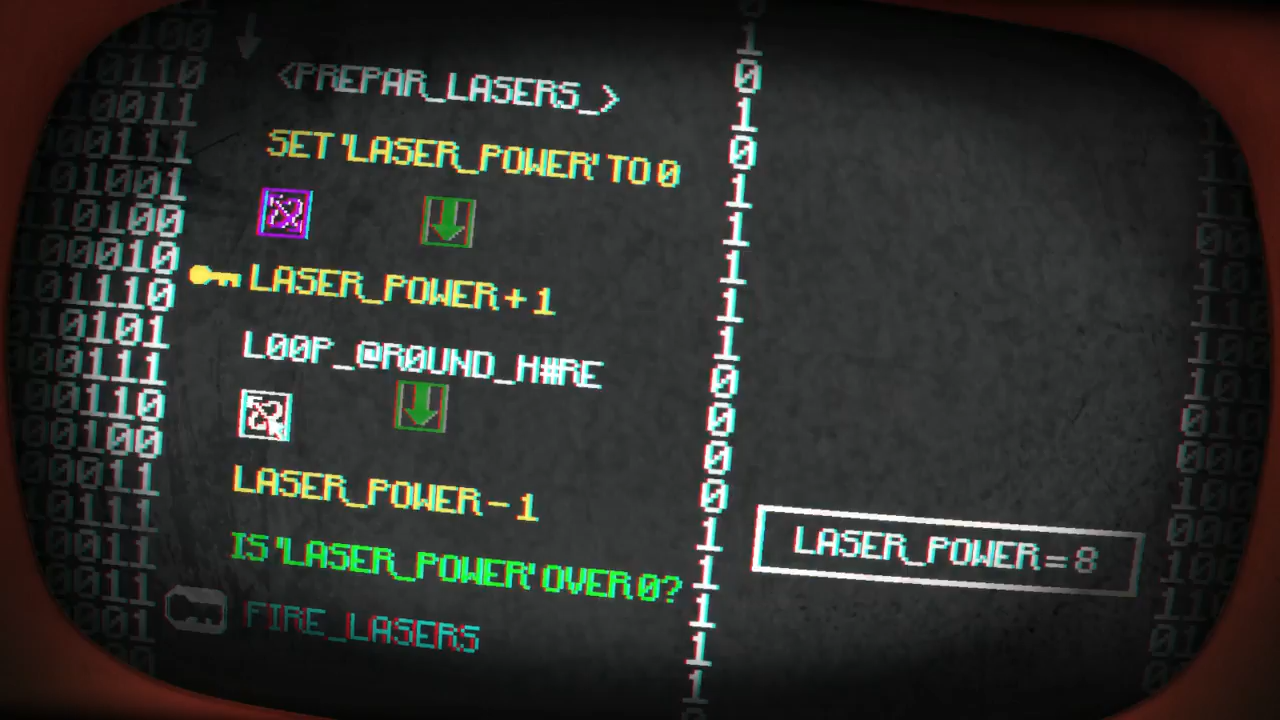 <PREPAR_LASERS_>
SET 'LASER_POWER' TO 0
LASER_POWER + 1
L00P_@R0UND_H#RE
LASER_POWER - 1
IS 'LASER_POWER' OVER 0?
FIRE_LASERS
LASER_POWER = 8